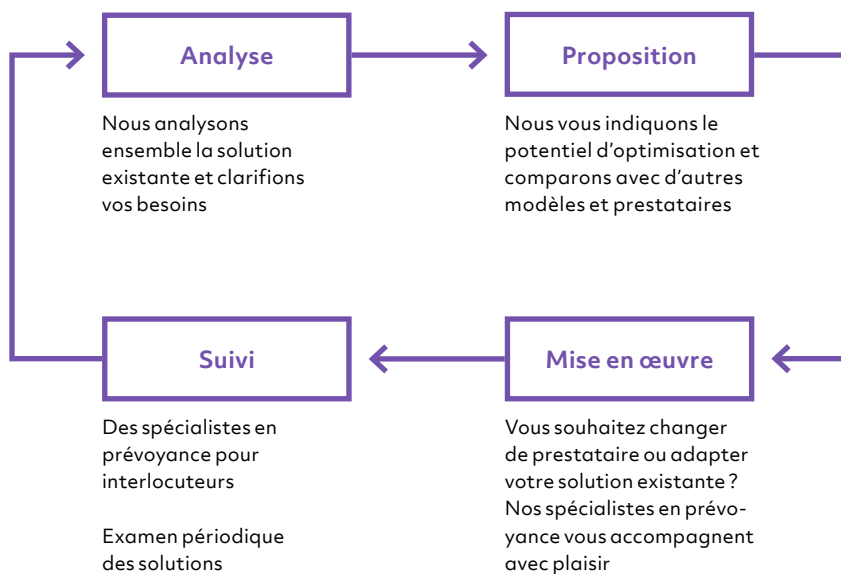 Analyse
Nous analysons
ensemble la solution
existante et clarifions
vos besoins
Proposition
Nous vous indiquons le
potentiel d'optimisation et
comparons avec d'autres
modèles et prestataires
Suivi
Des spécialistes en
prévoyance pour
interlocuteurs
Examen périodique
des solutions
Mise en œuvre
Vous souhaitez changer
de prestataire ou adapter
votre solution existante ?
Nos spécialistes en prévo-
yance vous accompagnent
avec plaisir